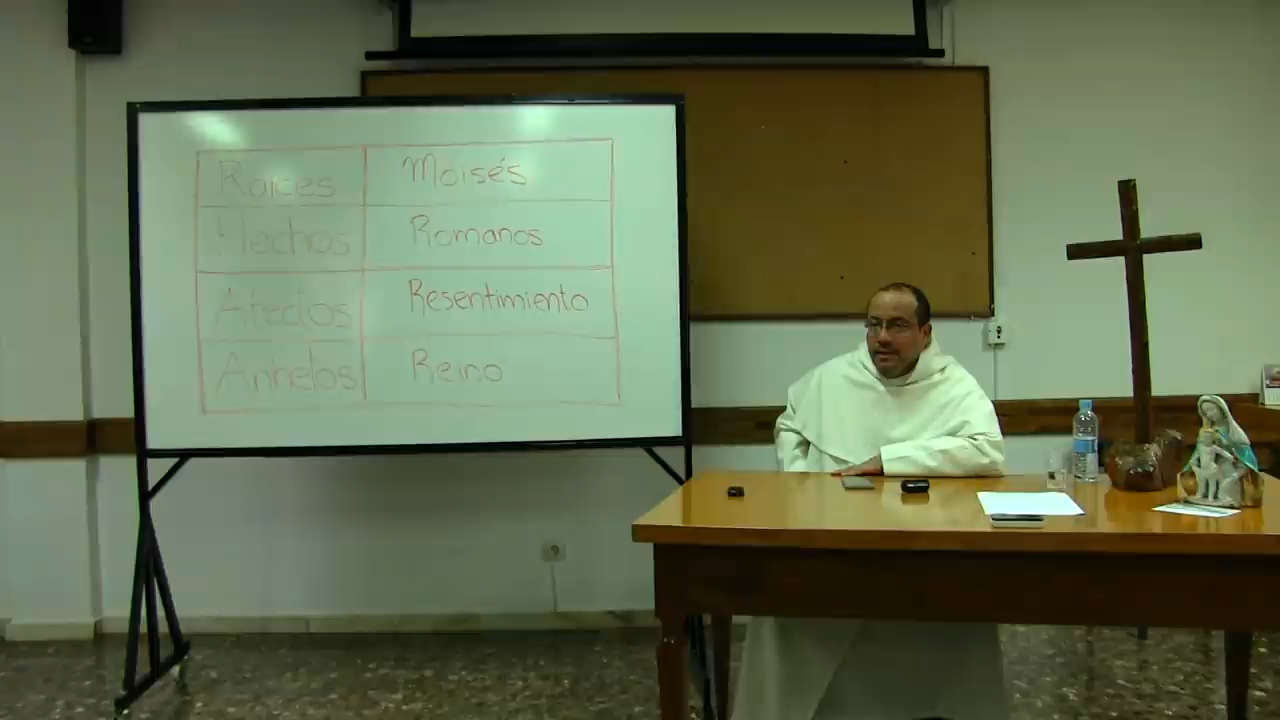 Raíces Moisés
Hechos Romanos
Afectos Resentimiento
Anhelos Reino